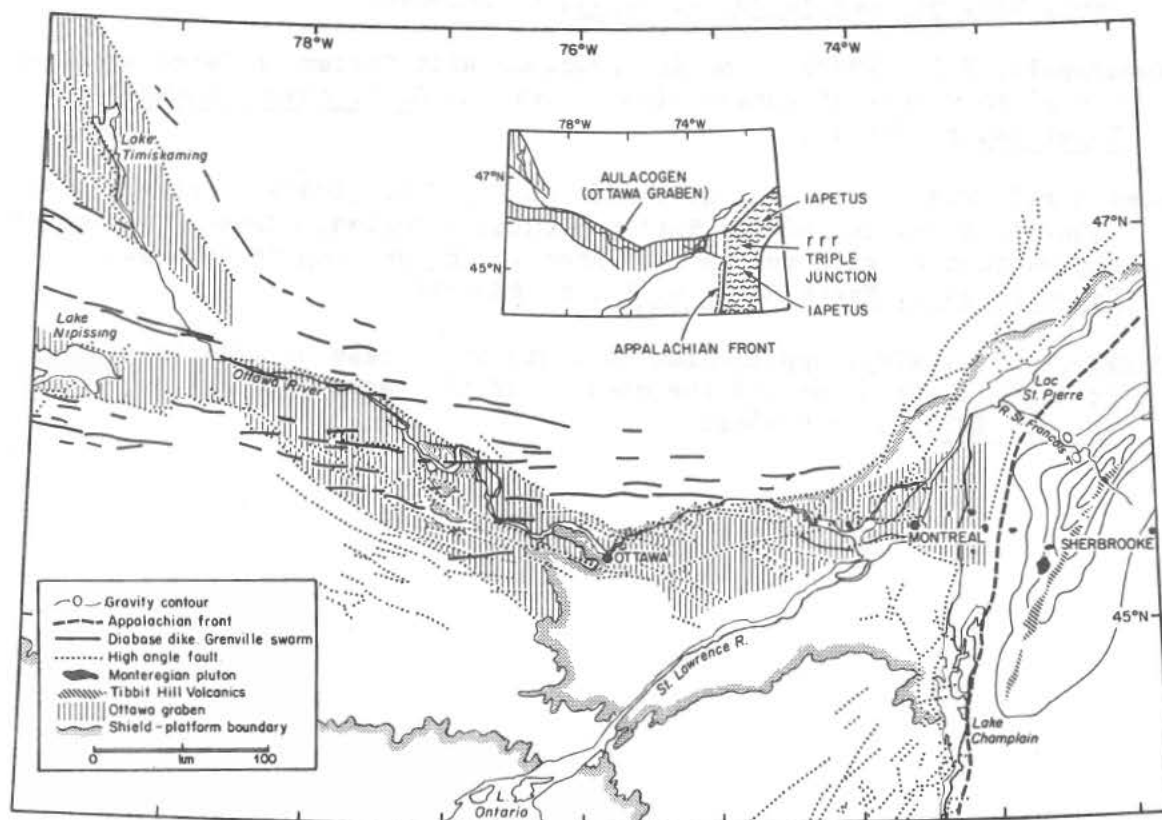 78°W
76°W
74°W
Lake
Timiskaming
78°W
74°W
47°N
45°N
AULACOGEN
(OTTAWA GRABEN)
IAPETUS
r r r
TRIPLE
JUNCTION
IAPETUS
APPALACHIAN FRONT
47°N
Lake
Nipissing
Ottawa River
Lac
St. Pierre
R. St. Francois
MONTREAL
SHERBROOKE
OTTAWA
45°N
St. Lawrence R.
Lake
Champlain
L.
Ontario
O Gravity contour
Appalachian front
Diabase dike. Grenville swarm
High angle fault
Monteregian pluton
Tibbit Hill Volcanics
Ottawa graben
Shield-platform boundary
0 km 100